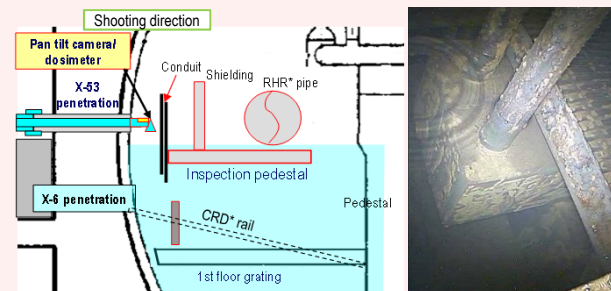 Shooting direction
Pan tilt camera/
dosimeter
Conduit
Shielding
X-53
penetration
RHR* pipe
Inspection pedestal
X-6 penetration
Pedestal
CRD* rail
1st floor grating